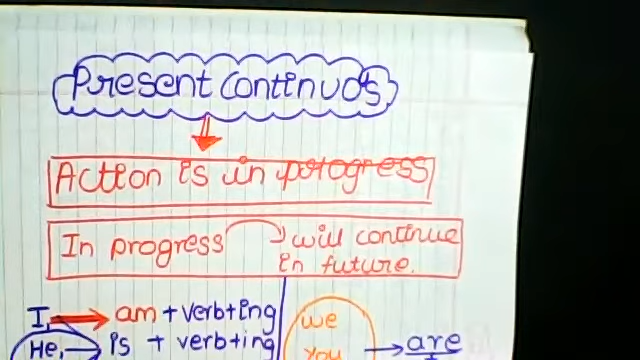 Present continuos
Action is in progress
In progress will continue
in future.
I, am + verb+ing
He, is + verb+ing
we
you
are